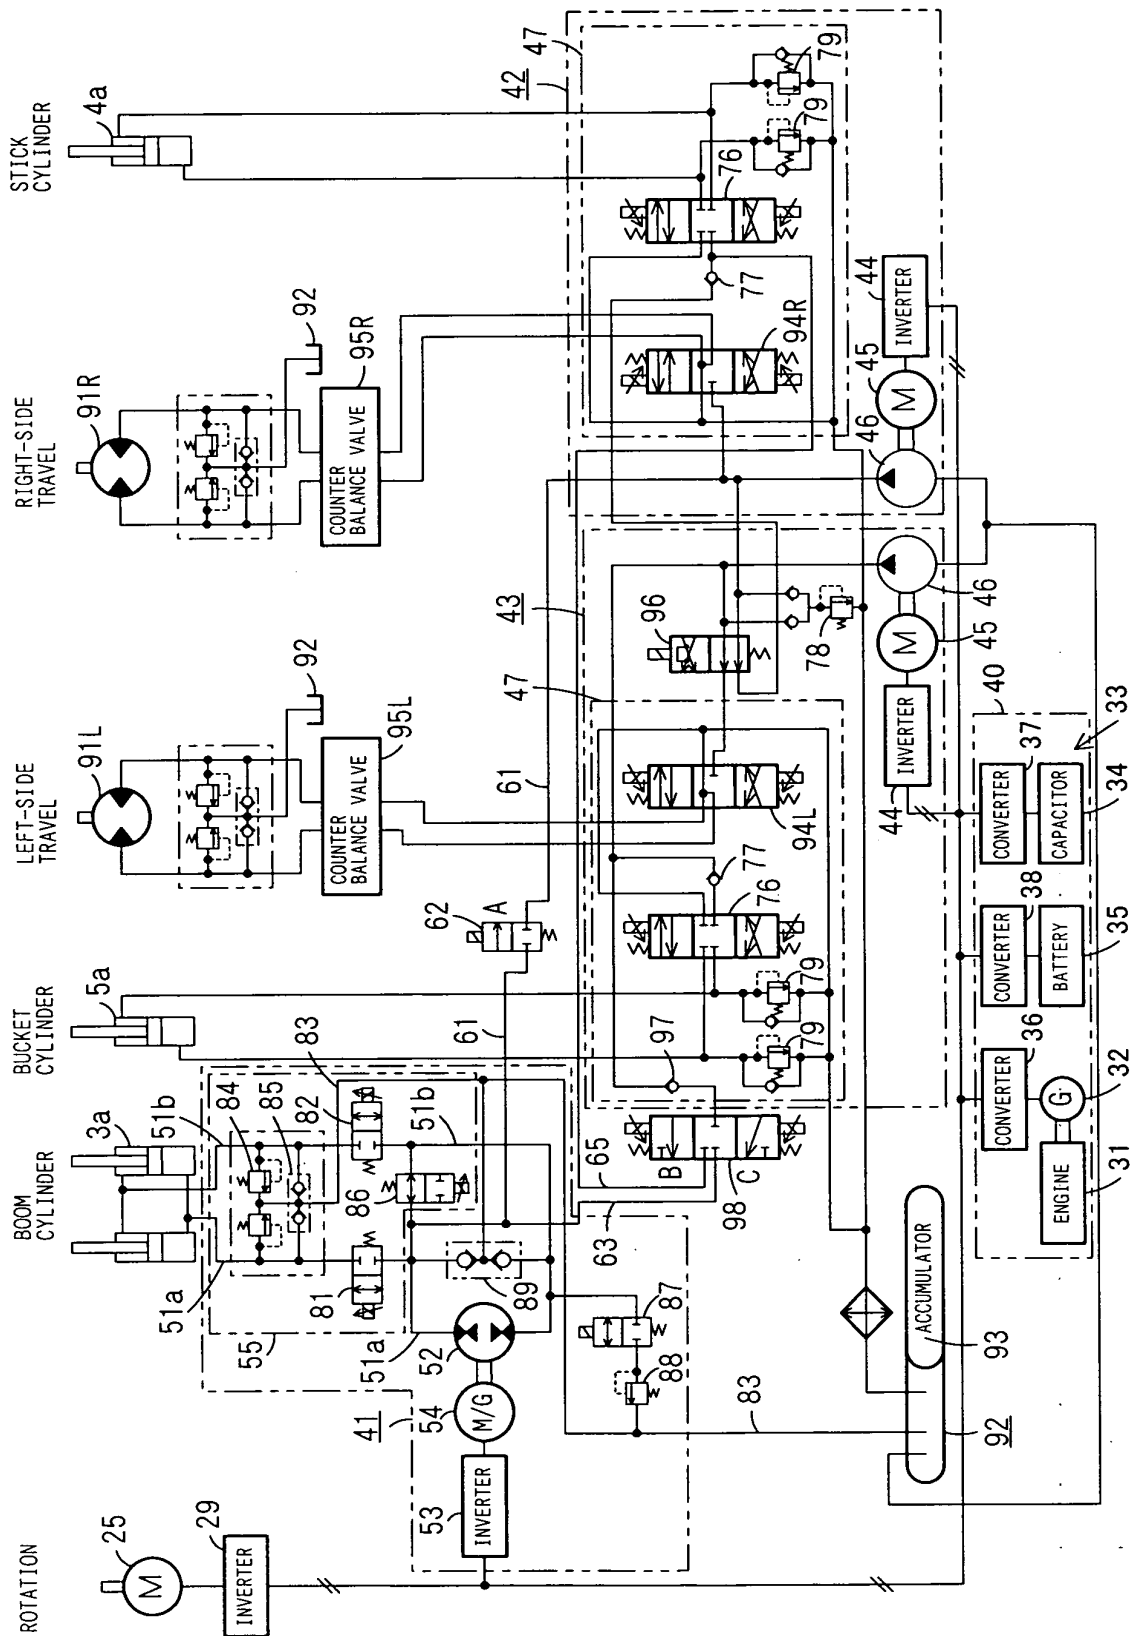 ROTATION
25
M
29
INVERTER
BOOM
CYLINDER
3a
51b
51a
84
85
83
82
51b
86
81
55
51a
52
89
54
M/G
41
53
INVERTER
87
88
83
BUCKET
CYLINDER
5a
61
62
A
61
63
65
LEFT-SIDE
TRAVEL
91L
92
95L
COUNTER
BALANCE VALVE
RIGHT-SIDE
TRAVEL
91R
92
95R
COUNTER
BALANCE VALVE
STICK
CYLINDER
4a
42
47
79
79
76
77
94R
44
INVERTER
45
M
46
43
96
47
78
46
M
45
INVERTER
44
94L
77
76
79
79
97
B
C
98
40
33
37
CONVERTER
CAPACITOR
34
38
CONVERTER
BATTERY
35
36
CONVERTER
G
32
ENGINE
31
ACCUMULATOR
93
92